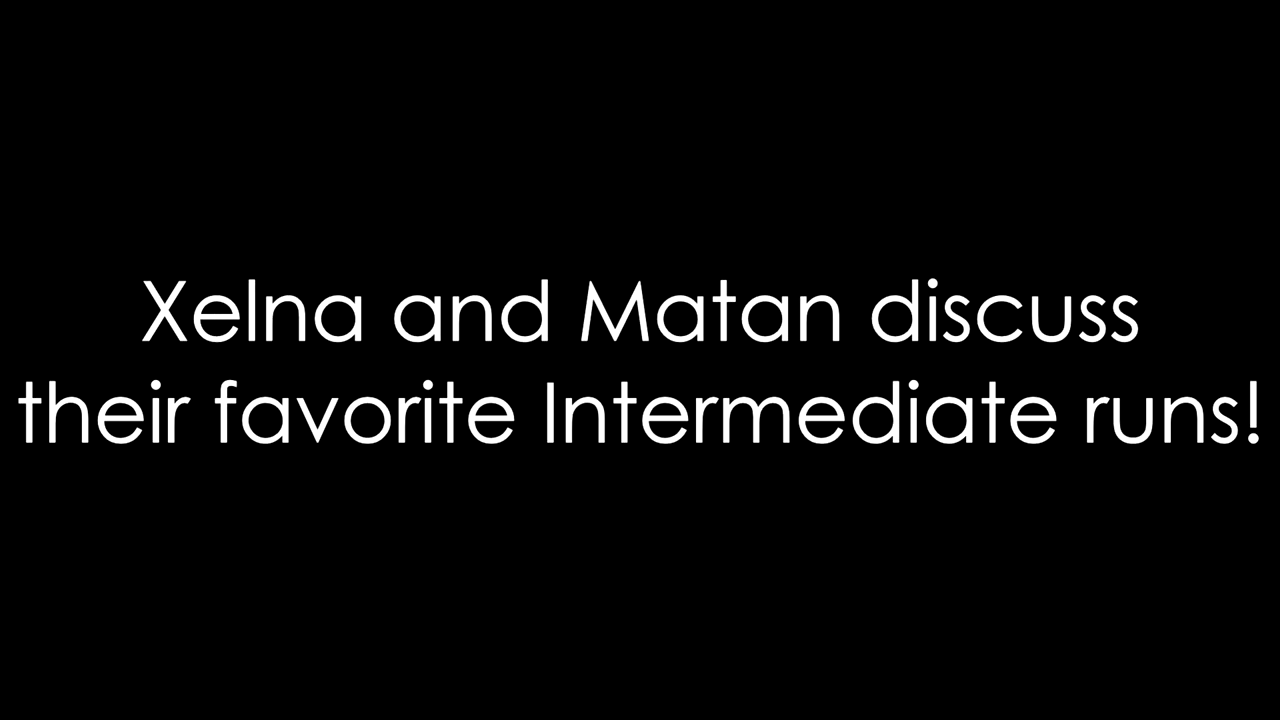 Xelna and Matan discuss
their favorite Intermediate runs!